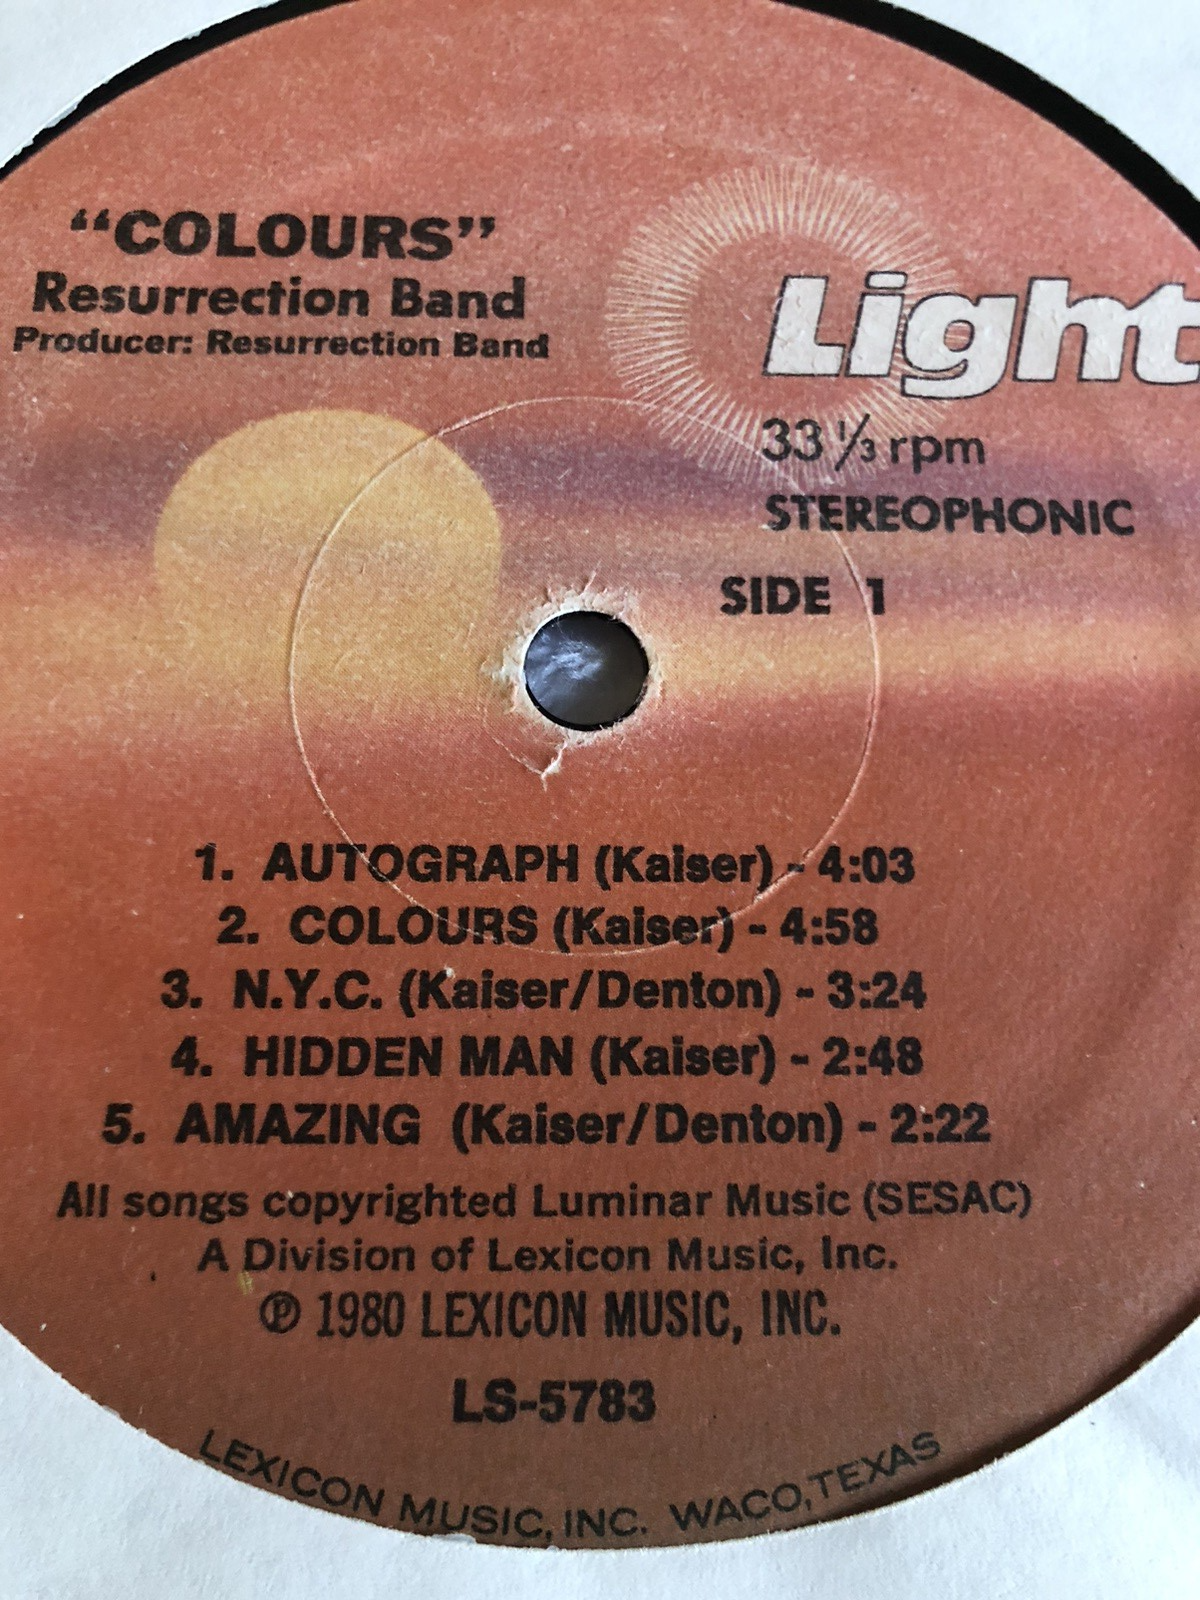 “COLOURS”
Resurrection Band
Producer: Resurrection Band
Light
33 1/3 rpm
STEREOPHONIC
SIDE 1
1. AUTOGRAPH (Kaiser) - 4:03
2. COLOURS (Kaiser) - 4:58
3. N.Y.C. (Kaiser/Denton) - 3:24
4. HIDDEN MAN (Kaiser) - 2:48
5. AMAZING (Kaiser/Denton) - 2:22
All songs copyrighted Luminar Music (SESAC)
A Division of Lexicon Music, Inc.
℗ 1980 LEXICON MUSIC, INC.
LS-5783
LEXICON MUSIC, INC. WACO, TEXAS